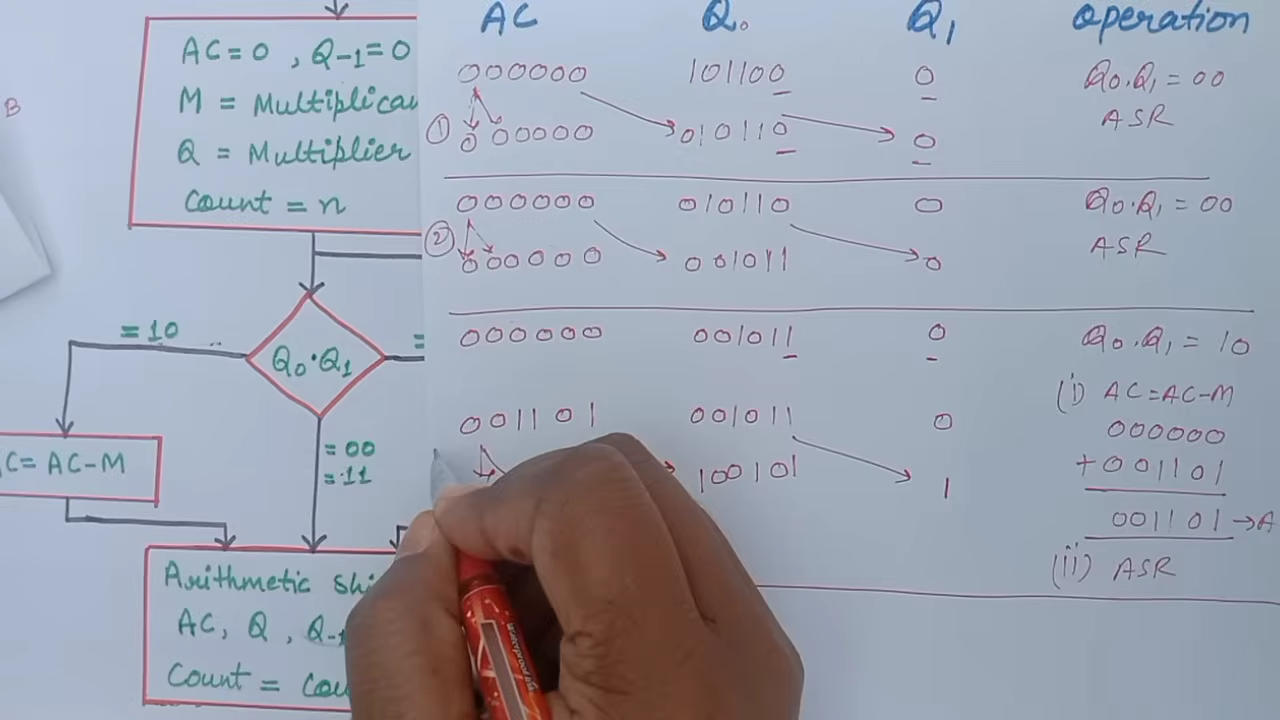 B
AC = 0 , Q-1 = 0
M = Multiplican
Q = Multiplier
Count = n
= 10
Q0·Q1
=
= 00
= 11
C = AC-M
Arithmetic shi
AC, Q, Q-1
Count = Cou
AC Q0 Q1 operation
000000 101100 0 Q0.Q1 = 00
ASR
① 000000 010110 0
000000 010110 0 Q0.Q1 = 00
ASR
② 000000 001011 0
000000 001011 0 Q0.Q1 = 10
(i) AC=AC-M
001101 001011 0
000000
+001101
100101 1
001101 → A
(ii) ASR